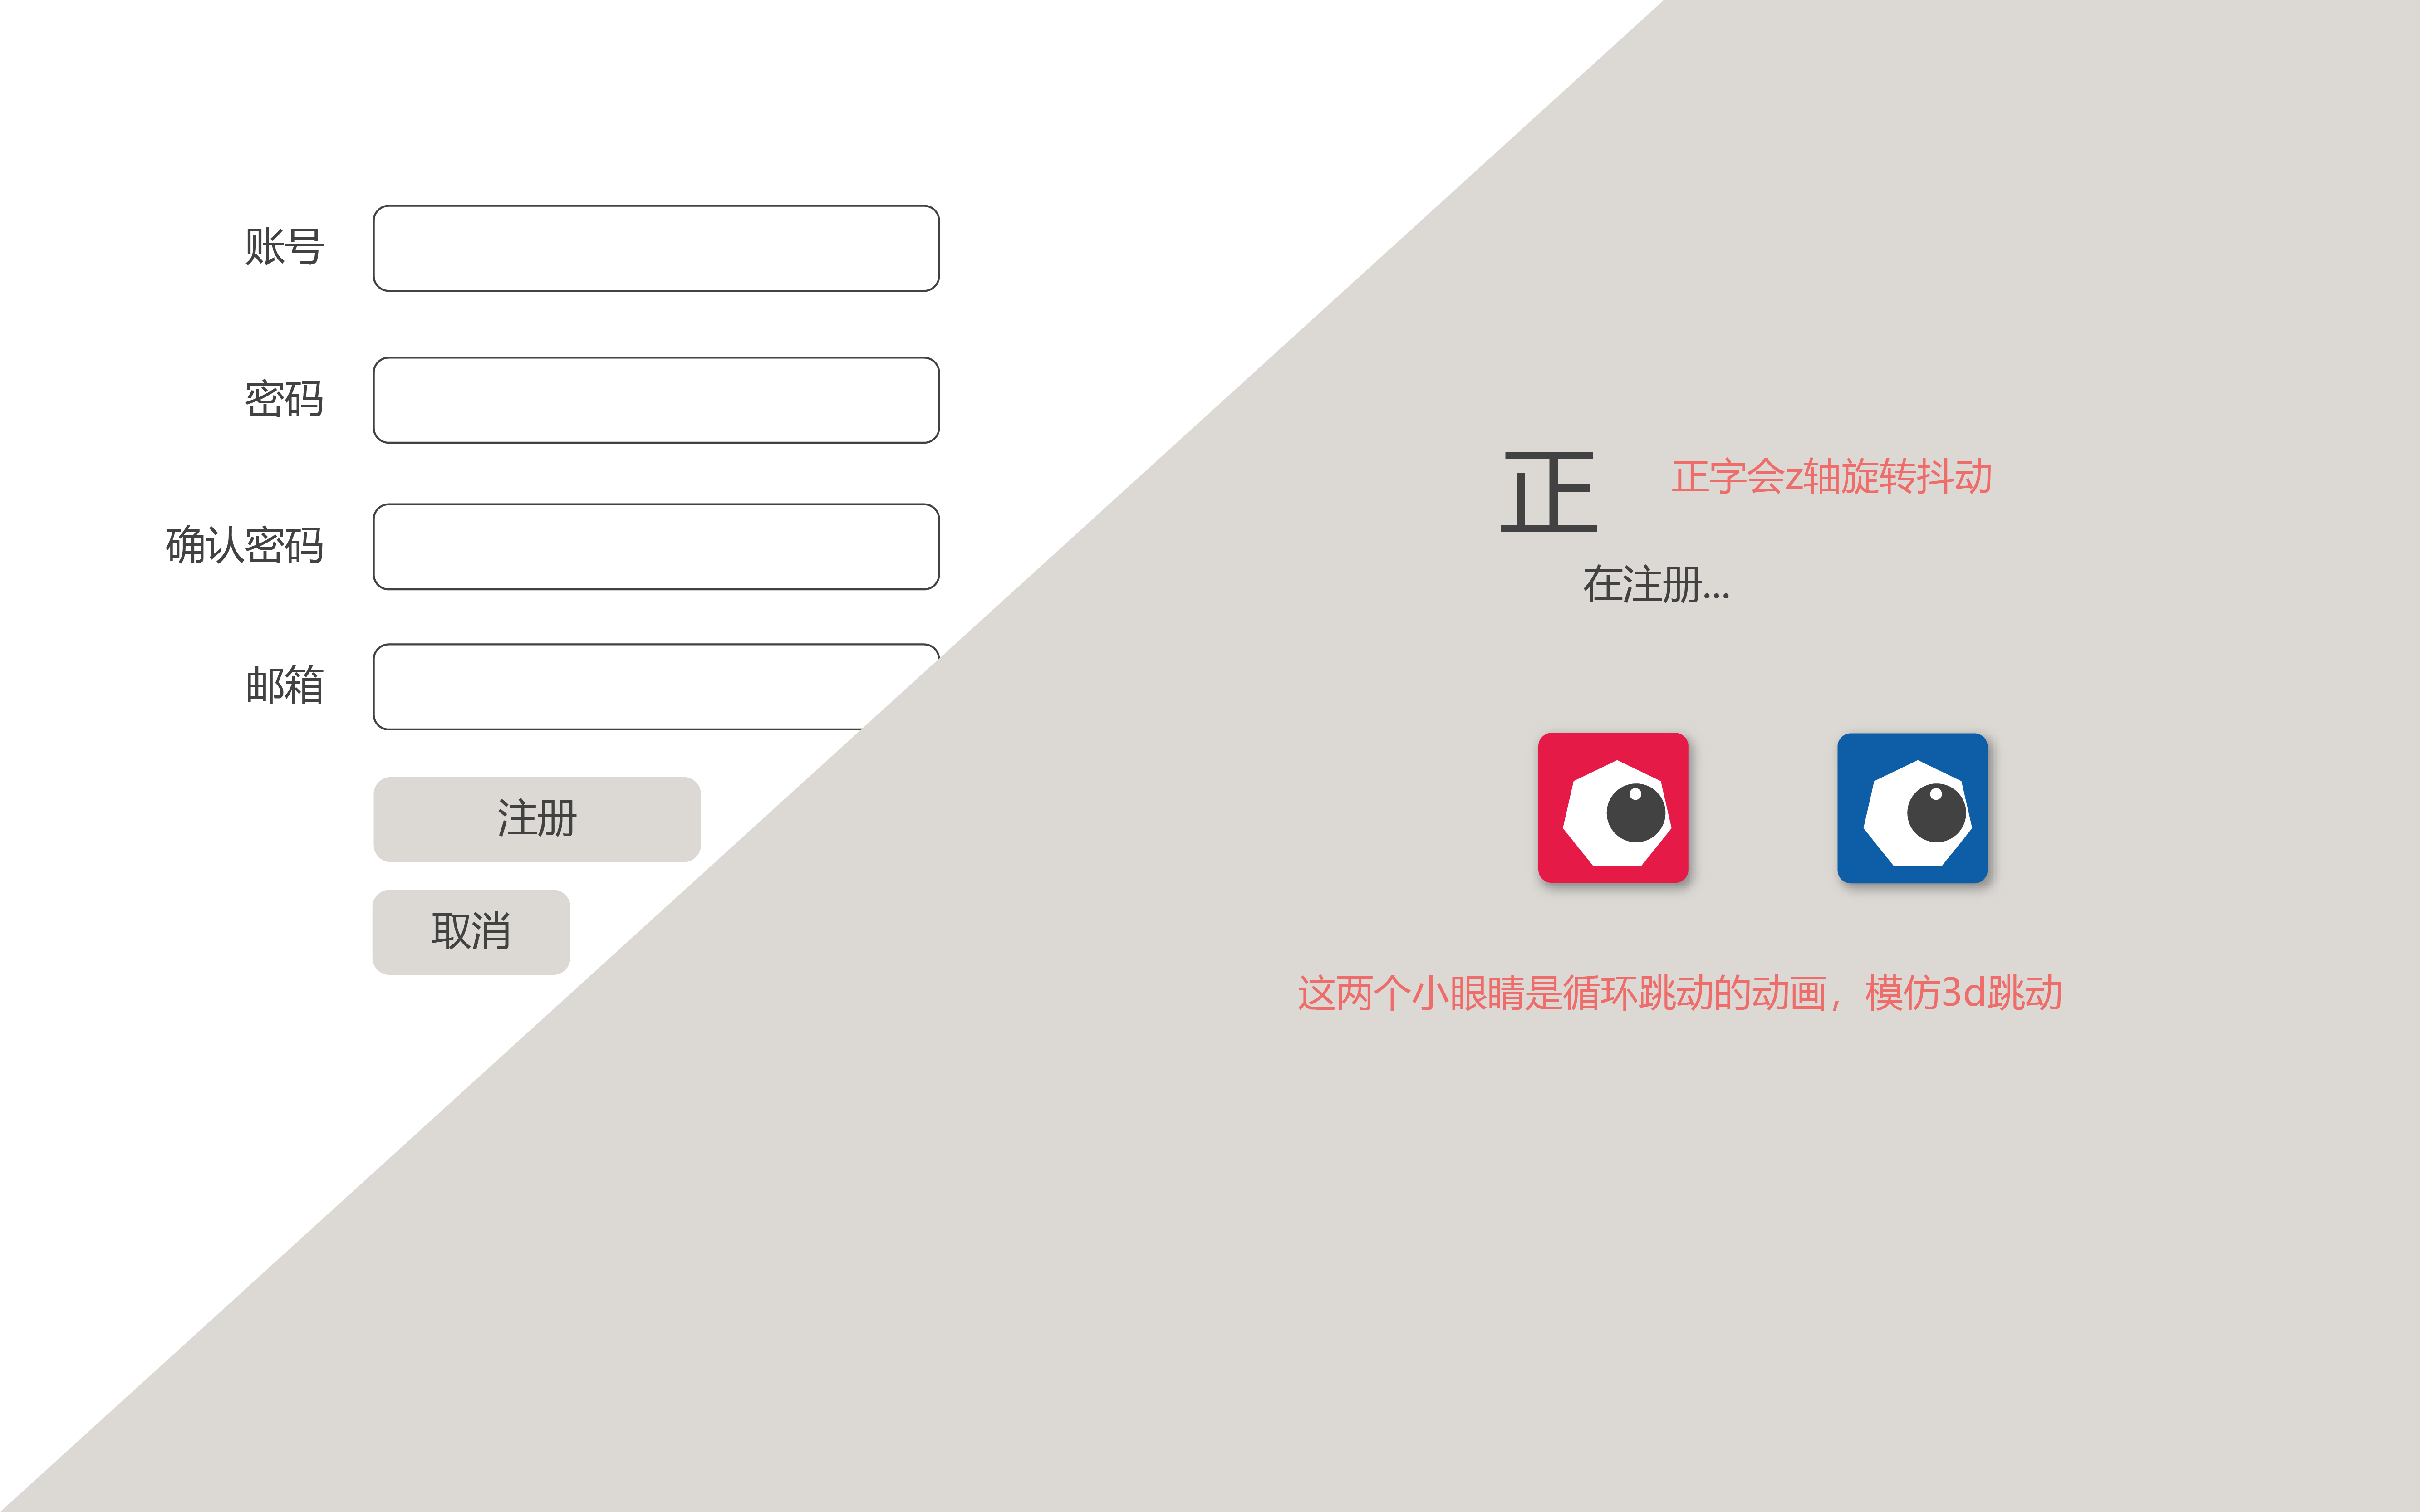 账号
密码
确认密码
邮箱
注册
取消
正
正字会z轴旋转抖动
在注册...
这两个小眼睛是循环跳动的动画，模仿3d跳动